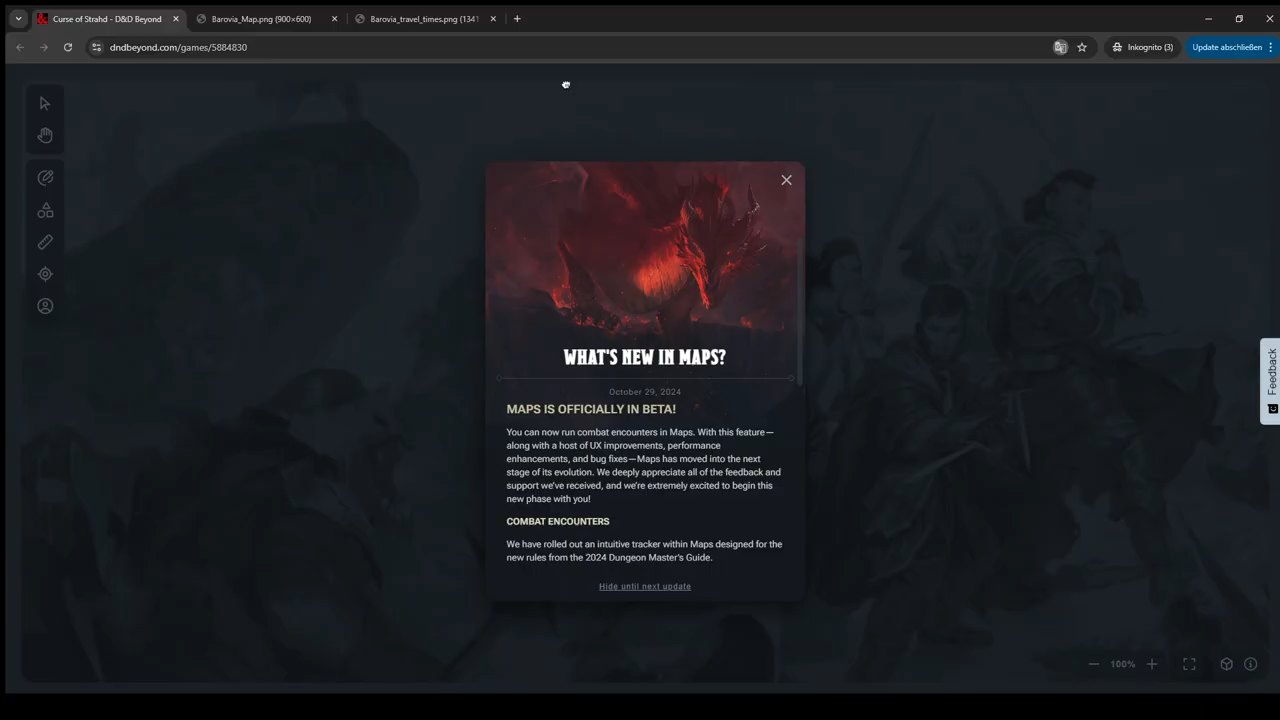 Curse of Strahd - D&D Beyond
Barovia_Map.png (900×600)
Barovia_travel_times.png (1341
dndbeyond.com/games/5884830
Inkognito (3)
Update abschließen
WHAT'S NEW IN MAPS?
October 29, 2024
MAPS IS OFFICIALLY IN BETA!
You can now run combat encounters in Maps. With this feature—
along with a host of UX improvements, performance
enhancements, and bug fixes—Maps has moved into the next
stage of its evolution. We deeply appreciate all of the feedback and
support we've received, and we're extremely excited to begin this
new phase with you!
COMBAT ENCOUNTERS
We have rolled out an intuitive tracker within Maps designed for the
new rules from the 2024 Dungeon Master's Guide.
Hide until next update
Feedback
100%